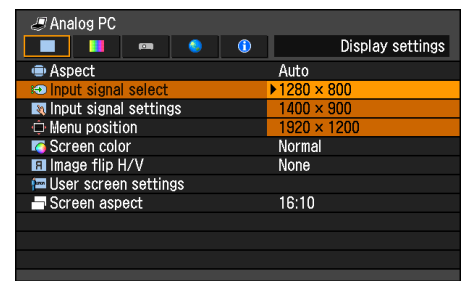 Analog PC
Display settings
Aspect Auto
Input signal select 1280 × 800
Input signal settings 1400 × 900
Menu position 1920 × 1200
Screen color Normal
Image flip H/V None
User screen settings
Screen aspect 16:10